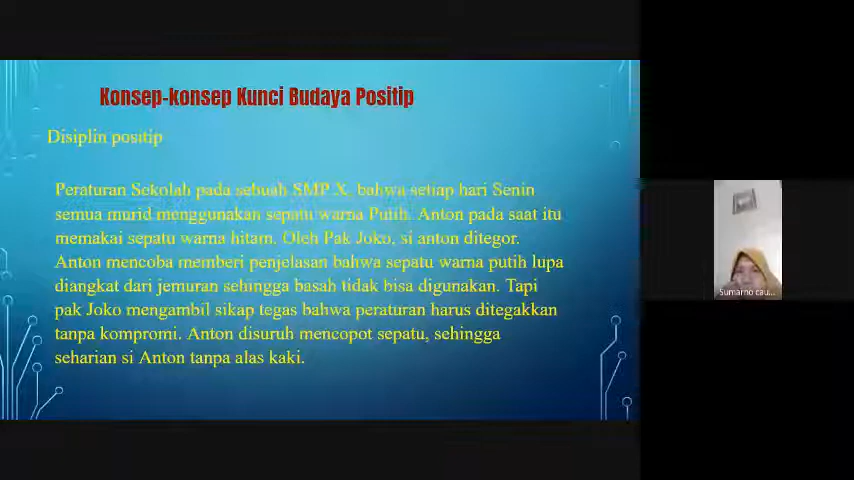 Konsep-konsep Kunci Budaya Positip
Disiplin positip
Peraturan Sekolah pada sebuah SMP X bahwa setiap hari Senin
semua murid menggunakan sepatu warna Putih. Anton pada saat itu
memakai sepatu warna hitam. Oleh Pak Joko, si anton ditegor.
Anton mencoba memberi penjelasan bahwa sepatu warna putih lupa
diangkat dari jemuran sehingga basah tidak bisa digunakan. Tapi
pak Joko mengambil sikap tegas bahwa peraturan harus ditegakkan
tanpa kompromi. Anton disuruh mencopot sepatu, sehingga
seharian si Anton tanpa alas kaki.
Sumarno cau...